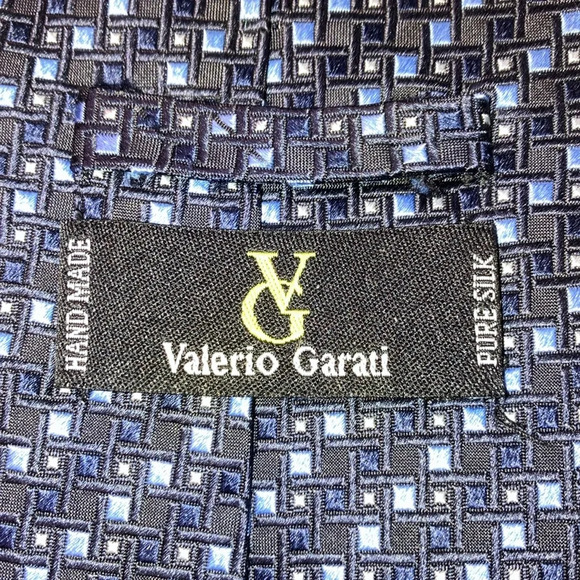 HAND MADE
VG
Valerio Garati
PURE SILK